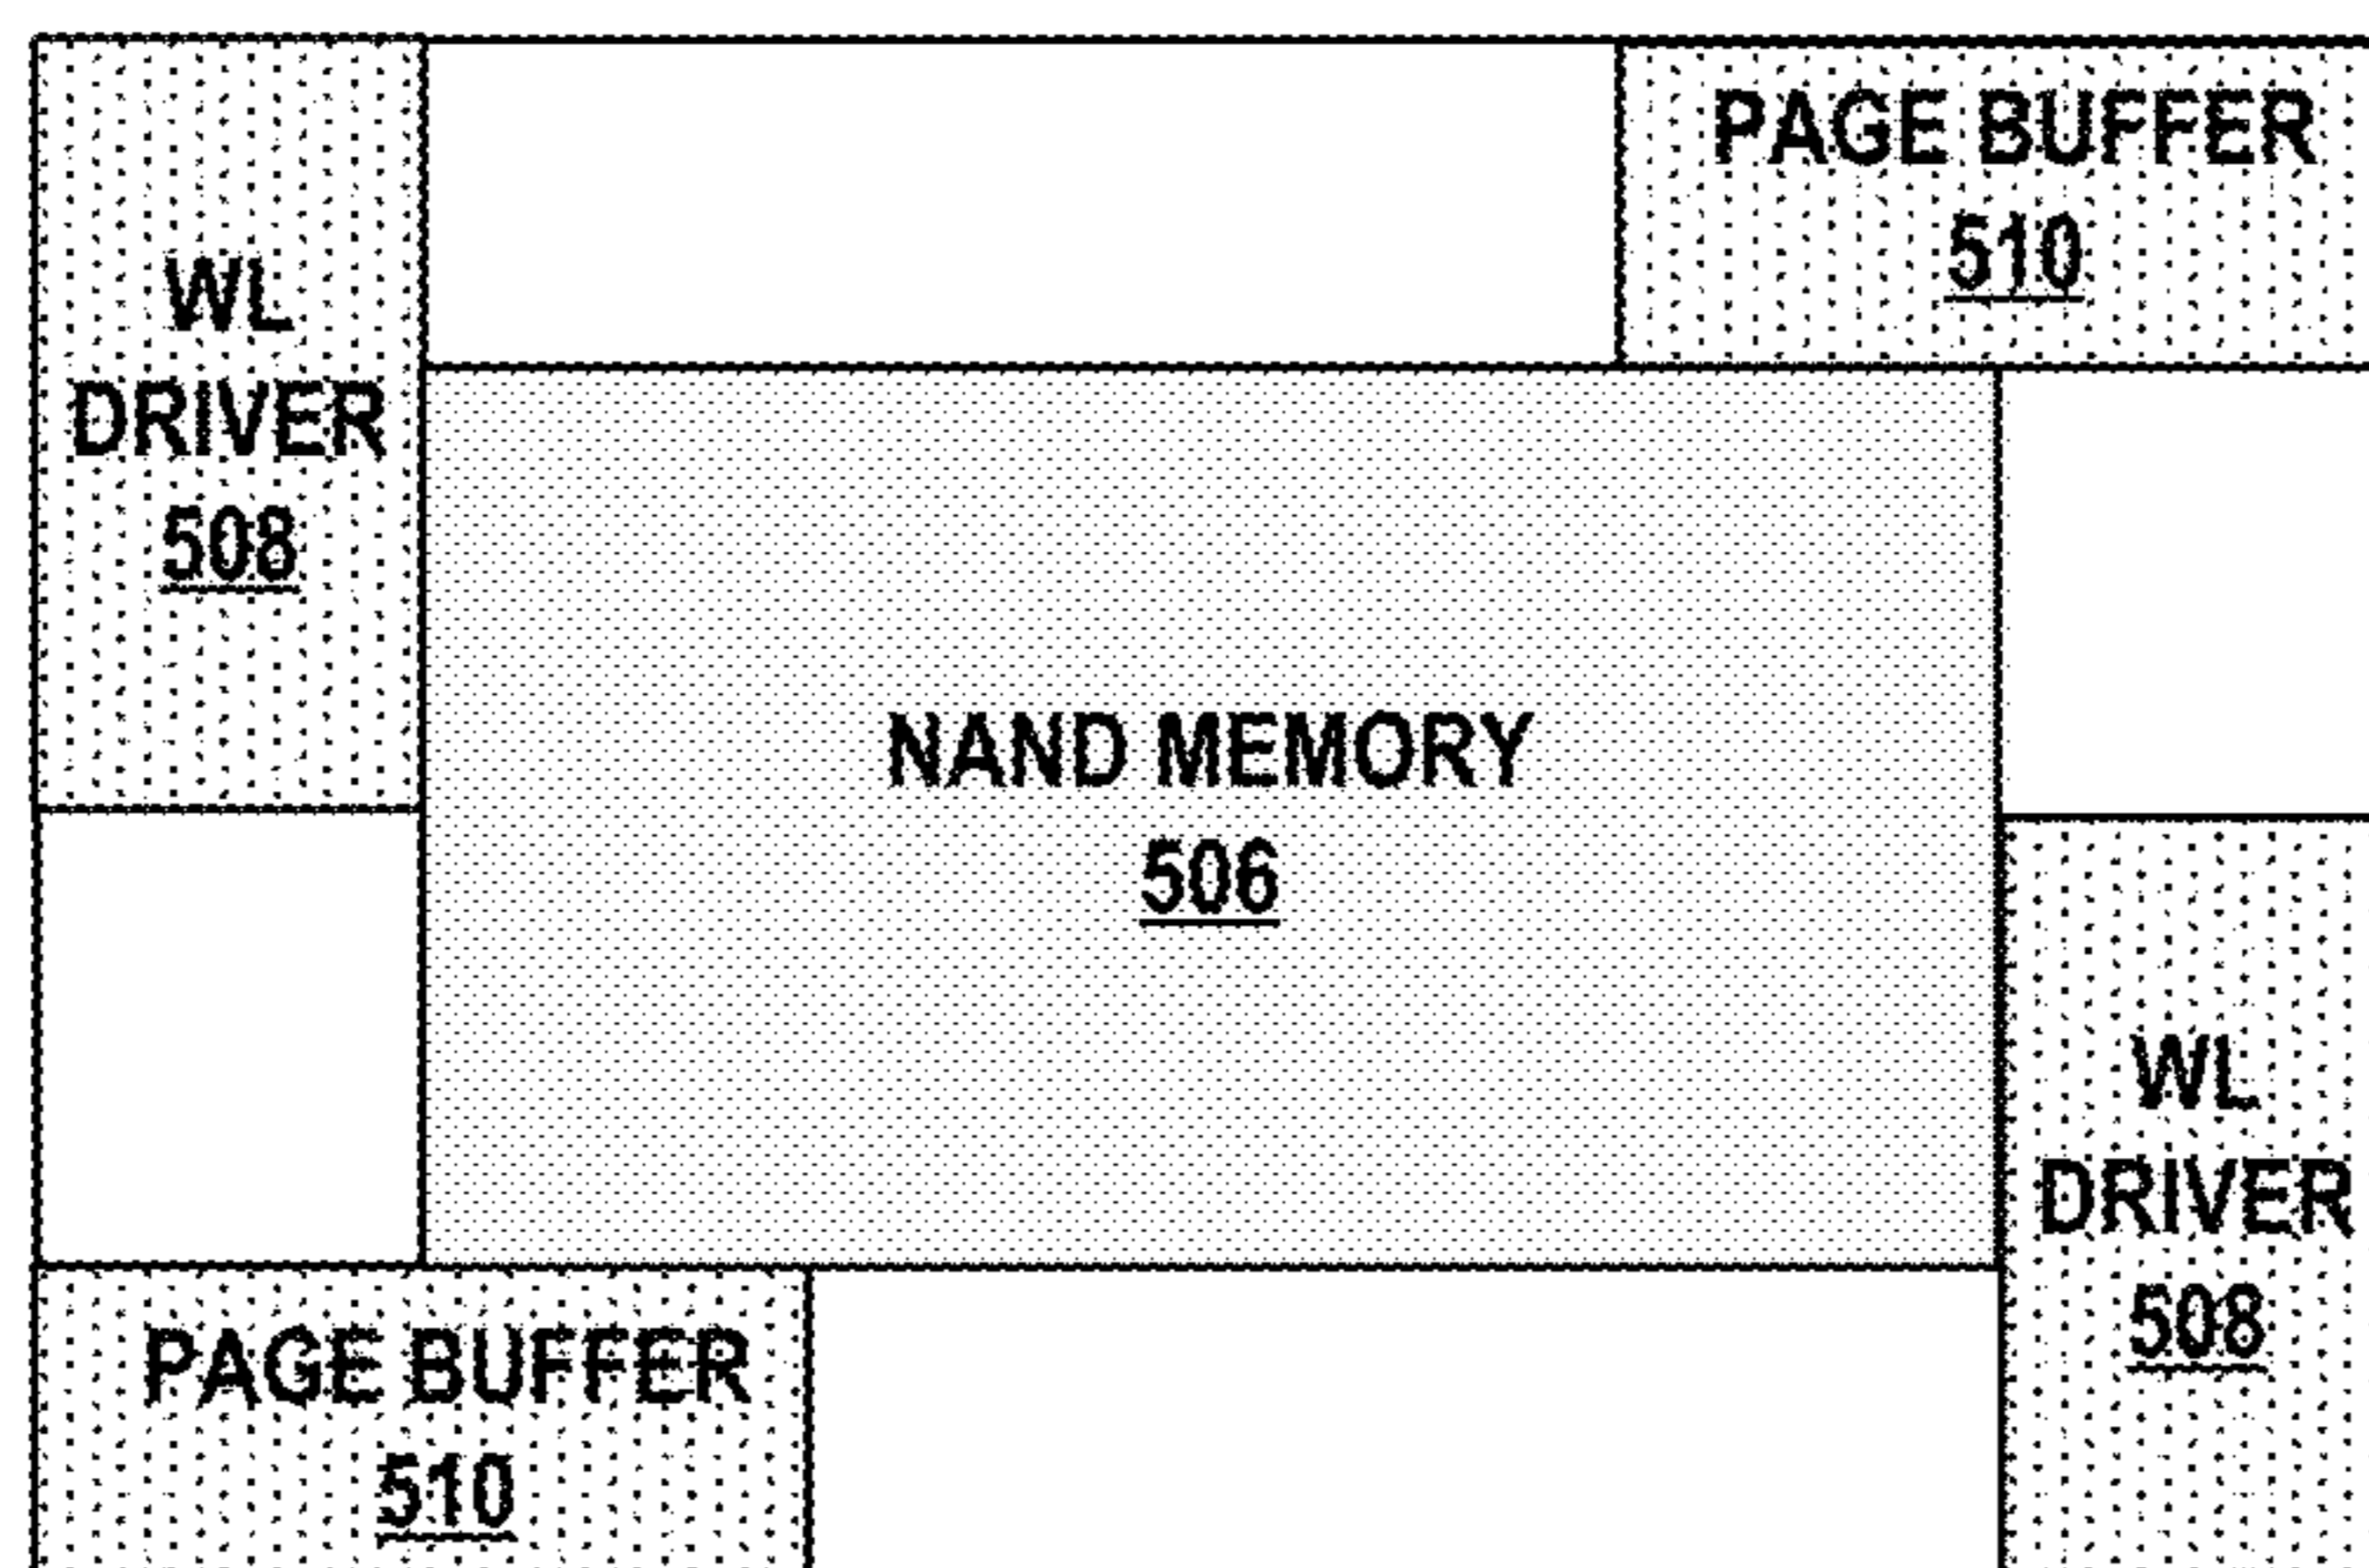 PAGE BUFFER
510
WL
DRIVER
508
NAND MEMORY
506
WL
DRIVER
508
PAGE BUFFER
510